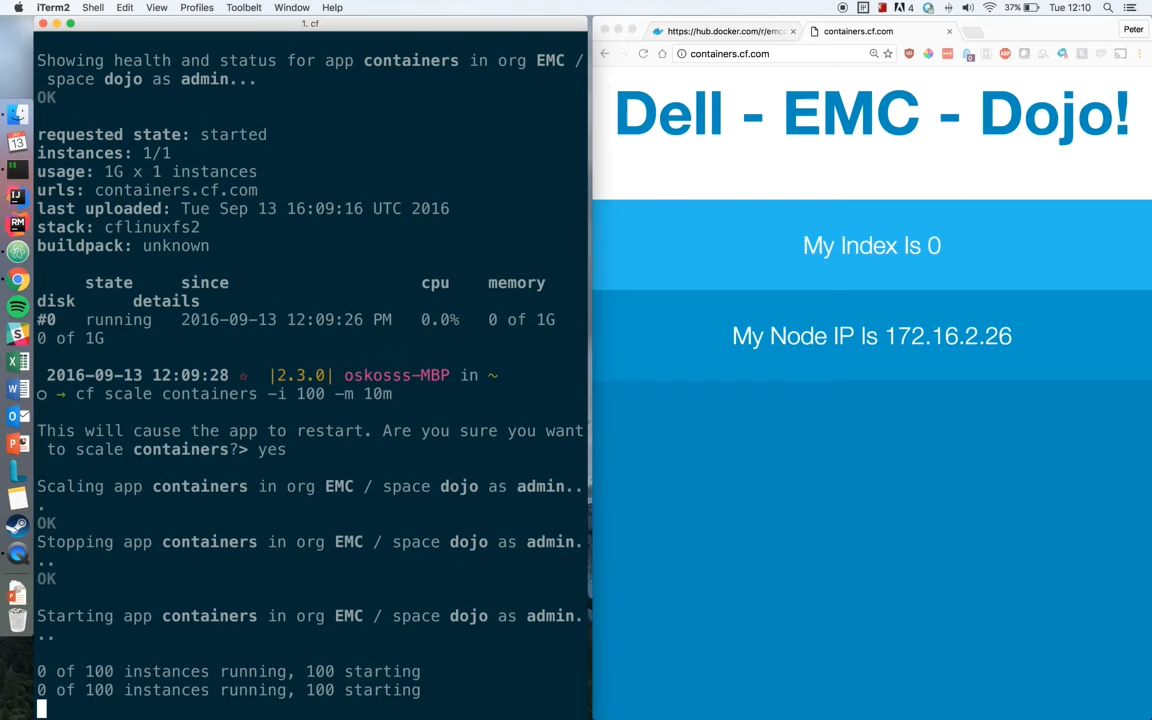 iTerm2 Shell Edit View Profiles Toolbelt Window Help 4 37% Tue 12:10
1. cf
Showing health and status for app containers in org EMC /
space dojo as admin...
OK
requested state: started
instances: 1/1
usage: 1G x 1 instances
urls: containers.cf.com
last uploaded: Tue Sep 13 16:09:16 UTC 2016
stack: cflinuxfs2
buildpack: unknown
state since cpu memory
disk details
#0 running 2016-09-13 12:09:26 PM 0.0% 0 of 1G
0 of 1G
2016-09-13 12:09:28 ☆ |2.3.0| oskosss-MBP in ~
○ → cf scale containers -i 100 -m 10m
This will cause the app to restart. Are you sure you want
to scale containers?> yes
Scaling app containers in org EMC / space dojo as admin..
.
OK
Stopping app containers in org EMC / space dojo as admin.
..
OK
Starting app containers in org EMC / space dojo as admin.
..
0 of 100 instances running, 100 starting
0 of 100 instances running, 100 starting
https://hub.docker.com/r/emcc
containers.cf.com
Peter
containers.cf.com
Dell - EMC - Dojo!
My Index Is 0
My Node IP Is 172.16.2.26